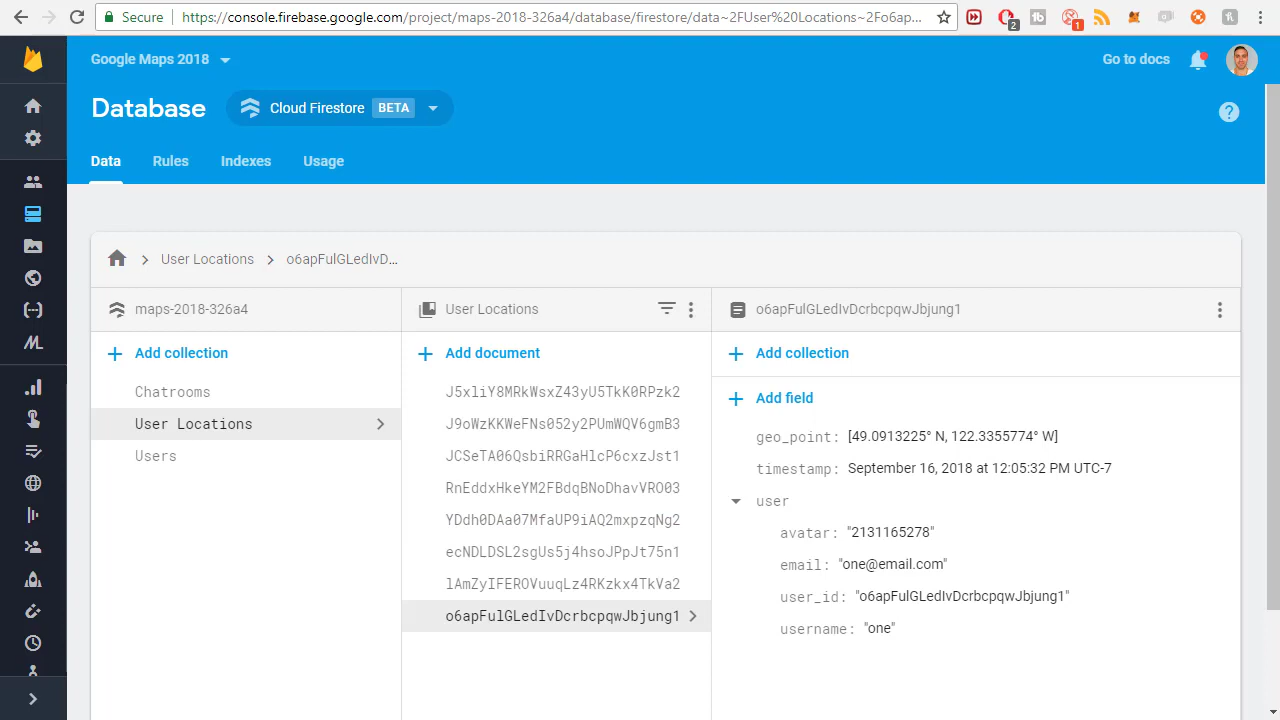 Secure
https://console.firebase.google.com/project/maps-2018-326a4/database/firestore/data~2FUser%20Locations~2Fo6ap...
2
1
Google Maps 2018
Go to docs
Database
Cloud Firestore BETA
Data Rules Indexes Usage
User Locations
o6apFulGLedIvD...
maps-2018-326a4
User Locations
o6apFulGLedIvDcrbcpqwJbjung1
Add collection
Add document
Add collection
Chatrooms
User Locations
Users
J5xliY8MRkWsxZ43yU5TkK0RPzk2
J9oWzKKWeFNs052y2PUmWQV6gmB3
JCSeTA06QsbiRRGaHlcP6cxzJst1
RnEddxHkeYM2FBdqBNoDhavVRO03
YDdh0DAa07MfaUP9iAQ2mxpzqNg2
ecNDLDSL2sgUs5j4hsoJPpJt75n1
lAmZyIFEROVuuqLz4RKzkx4TkVa2
o6apFulGLedIvDcrbcpqwJbjung1
Add field
geo_point: [49.0913225° N, 122.3355774° W]
timestamp: September 16, 2018 at 12:05:32 PM UTC-7
user
avatar: "2131165278"
email: "one@email.com"
user_id: "o6apFulGLedIvDcrbcpqwJbjung1"
username: "one"